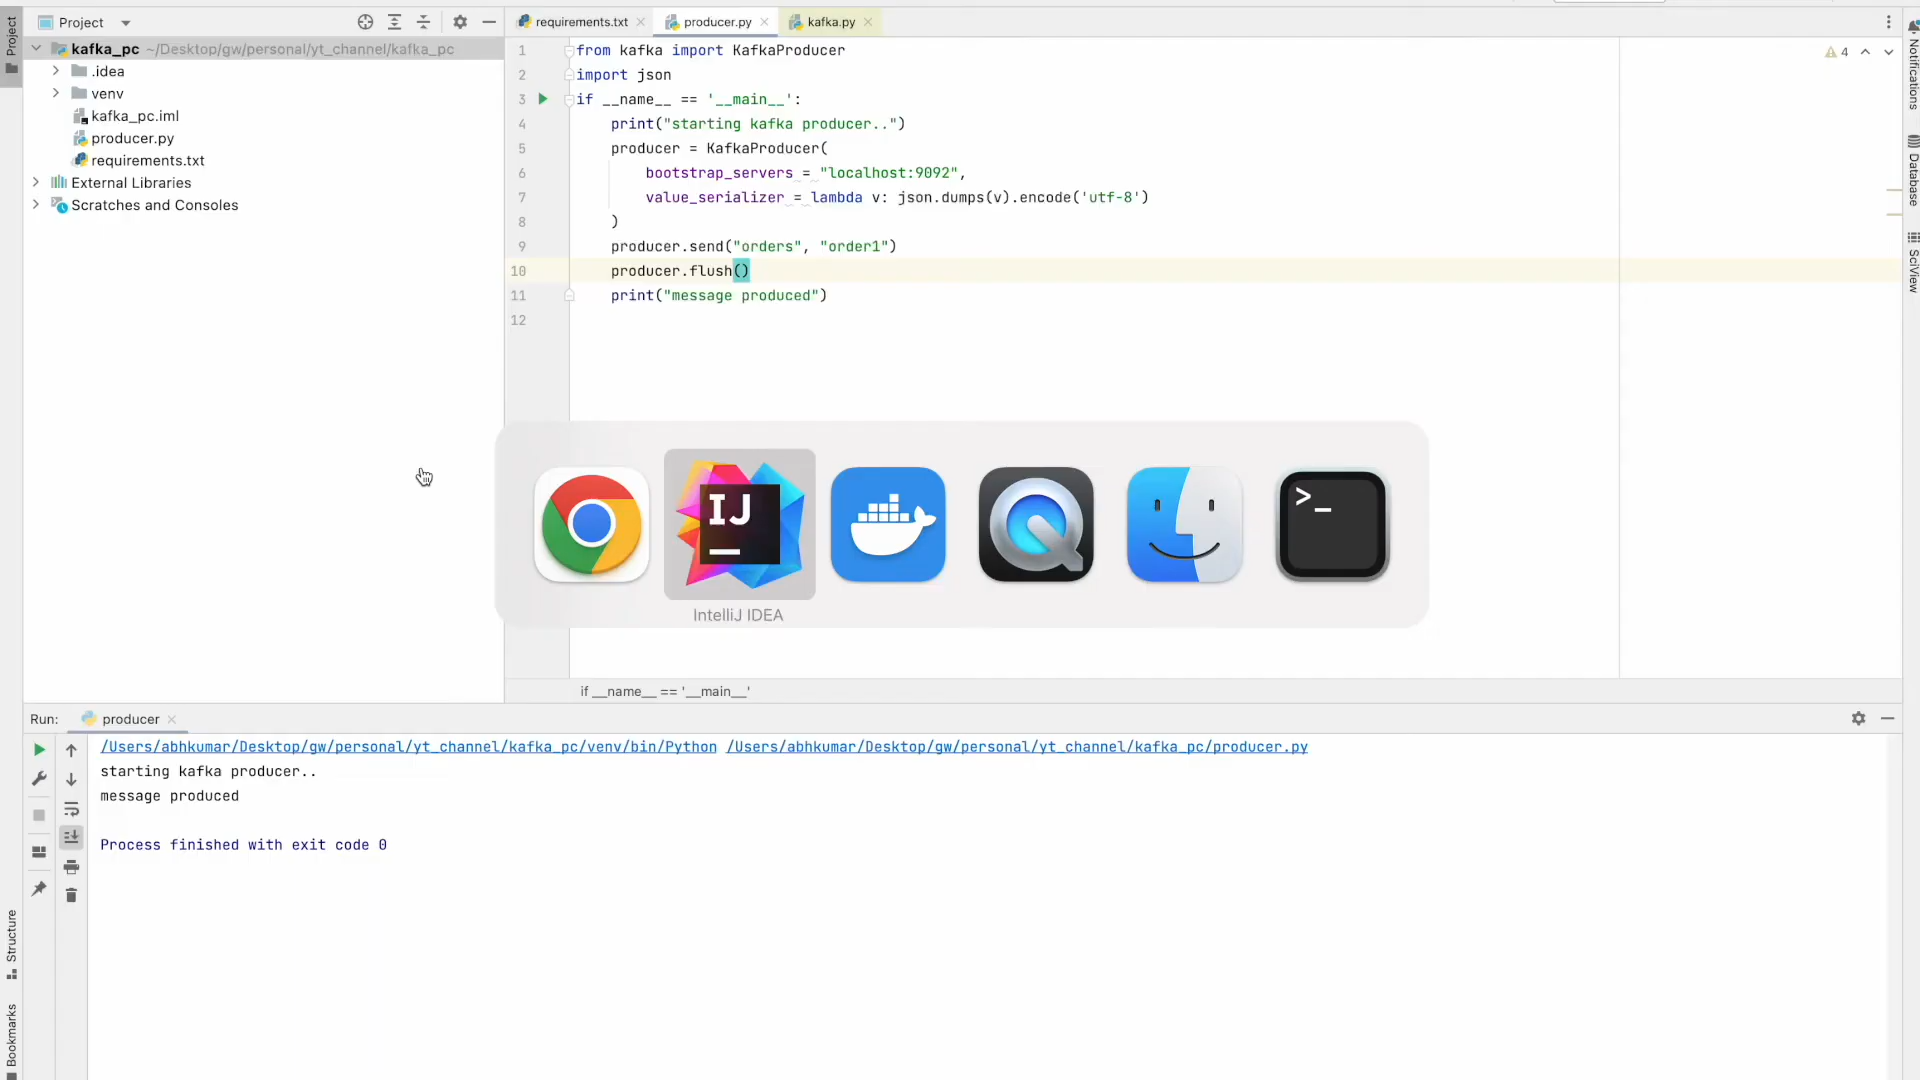 Project
Project
requirements.txt
producer.py
kafka.py
kafka_pc ~/Desktop/gw/personal/yt_channel/kafka_pc
.idea
venv
kafka_pc.iml
producer.py
requirements.txt
External Libraries
Scratches and Consoles
1 from kafka import KafkaProducer
2 import json
3 if __name__ == '__main__':
4 print("starting kafka producer..")
5 producer = KafkaProducer(
6 bootstrap_servers = "localhost:9092",
7 value_serializer = lambda v: json.dumps(v).encode('utf-8')
8 )
9 producer.send("orders", "order1")
10 producer.flush()
11 print("message produced")
12
4
Notifications
Database
SciView
IJ
>_
IntelliJ IDEA
if __name__ == '__main__'
Run: producer
/Users/abhkumar/Desktop/gw/personal/yt_channel/kafka_pc/venv/bin/Python /Users/abhkumar/Desktop/gw/personal/yt_channel/kafka_pc/producer.py
starting kafka producer..
message produced
Process finished with exit code 0
Structure
Bookmarks